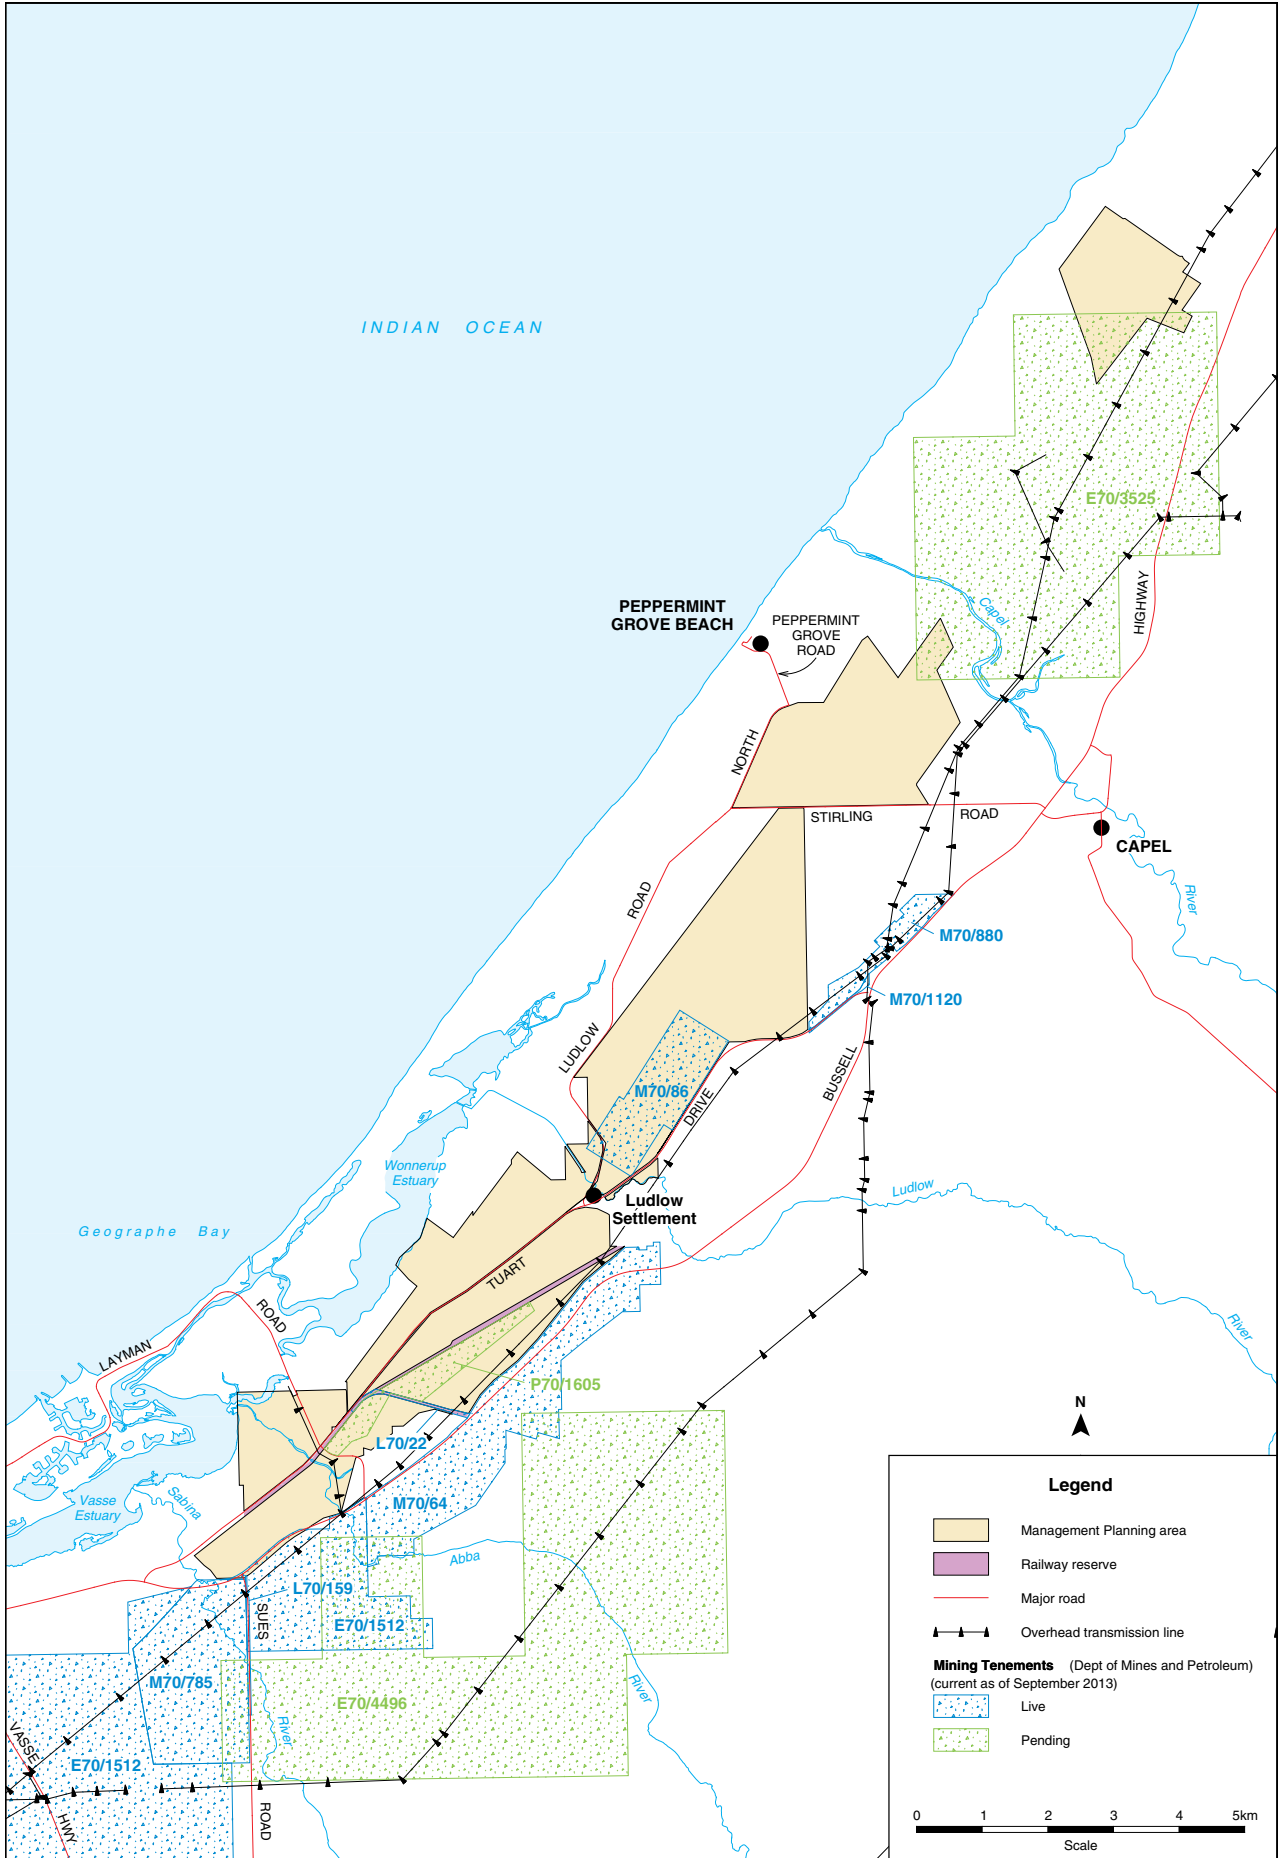 INDIAN OCEAN
E70/3525
HIGHWAY
Capel
PEPPERMINT
GROVE BEACH
PEPPERMINT
GROVE
ROAD
NORTH
STIRLING
ROAD
CAPEL
River
ROAD
M70/880
M70/1120
LUDLOW
M70/86
DRIVE
BUSSELL
Wonnerup
Estuary
Ludlow
Ludlow
Settlement
Geographe Bay
TUART
ROAD
River
LAYMAN
P70/1605
N
L70/22
Sabina
Vasse
Estuary
M70/64
Abba
L70/159
SUES
E70/1512
M70/785
River
E70/4496
River
VASSE
E70/1512
HWY
ROAD
Legend
Management Planning area
Railway reserve
Major road
Overhead transmission line
Mining Tenements (Dept of Mines and Petroleum)
(current as of September 2013)
Live
Pending
0 1 2 3 4 5km
Scale